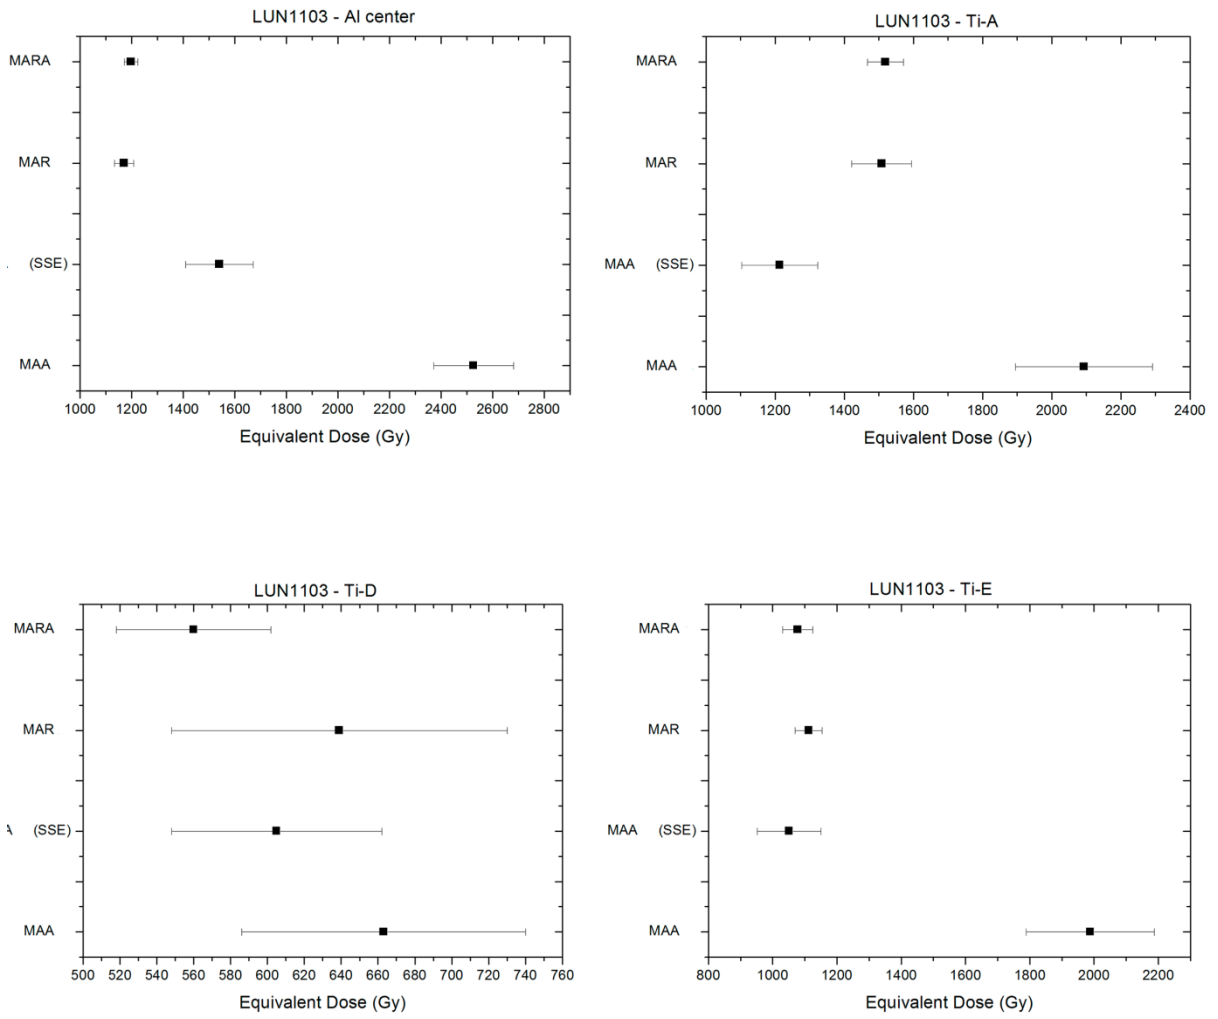 LUN1103 - Al center
MARA
MAR
. (SSE)
MAA
1000 1200 1400 1600 1800 2000 2200 2400 2600 2800
Equivalent Dose (Gy)
LUN1103 - Ti-A
MARA
MAR
MAA (SSE)
MAA
1000 1200 1400 1600 1800 2000 2200 2400
Equivalent Dose (Gy)
LUN1103 - Ti-D
MARA
MAR
A (SSE)
MAA
500 520 540 560 580 600 620 640 660 680 700 720 740 760
Equivalent Dose (Gy)
LUN1103 - Ti-E
MARA
MAR
MAA (SSE)
MAA
800 1000 1200 1400 1600 1800 2000 2200
Equivalent Dose (Gy)